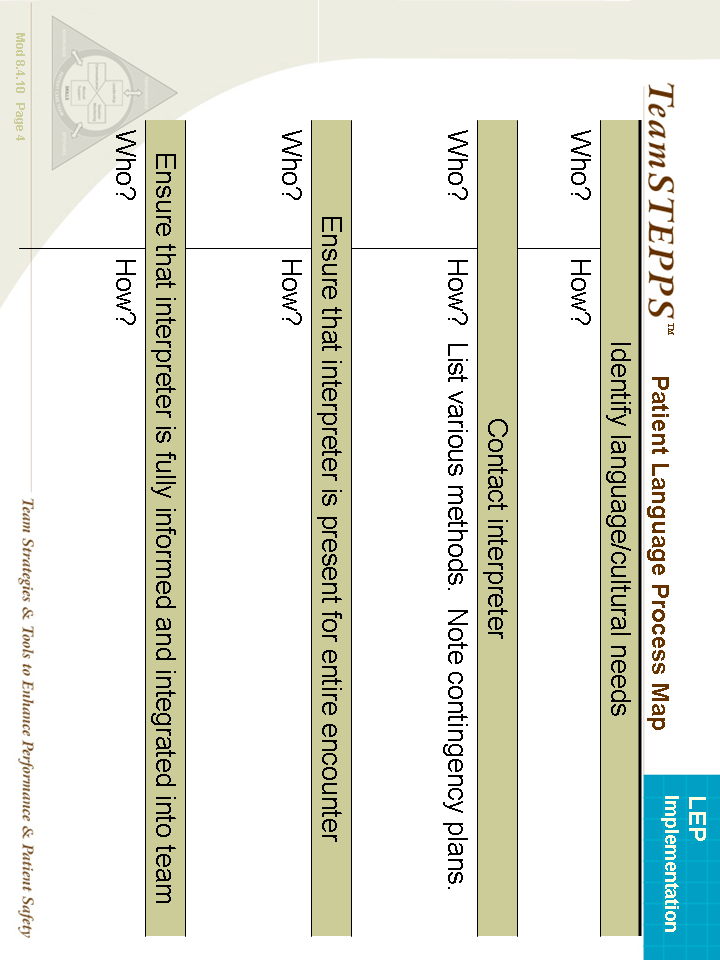 TeamSTEPPS™
Patient Language Process Map
LEP
Implementation
Identify language/cultural needs
Who? How?
Contact interpreter
Who? How? List various methods. Note contingency plans.
Ensure that interpreter is present for entire encounter
Who? How?
Ensure that interpreter is fully informed and integrated into team
Who? How?
Mod 8.4.10 Page 4
Team Strategies & Tools to Enhance Performance & Patient Safety